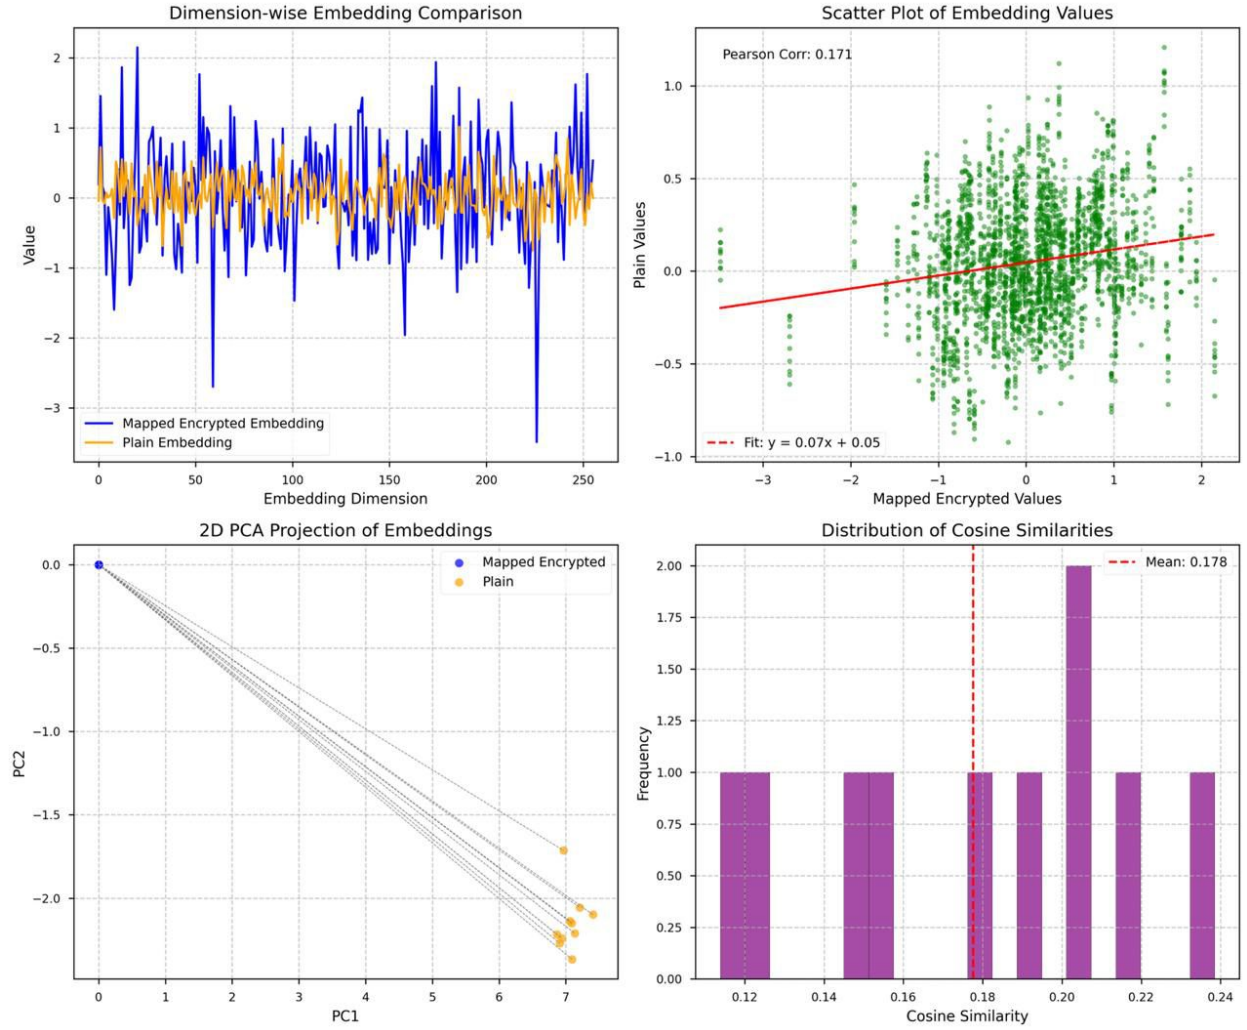 Dimension-wise Embedding Comparison
2
1
0
−1
−2
−3
Value
Mapped Encrypted Embedding
Plain Embedding
0 50 100 150 200 250
Embedding Dimension
Scatter Plot of Embedding Values
Pearson Corr: 0.171
1.0
0.5
0.0
−0.5
−1.0
Plain Values
Fit: y = 0.07x + 0.05
−3 −2 −1 0 1 2
Mapped Encrypted Values
2D PCA Projection of Embeddings
Mapped Encrypted
Plain
0.0
−0.5
−1.0
−1.5
−2.0
PC2
0 1 2 3 4 5 6 7
PC1
Distribution of Cosine Similarities
Mean: 0.178
2.00
1.75
1.50
1.25
1.00
0.75
0.50
0.25
0.00
Frequency
0.12 0.14 0.16 0.18 0.20 0.22 0.24
Cosine Similarity